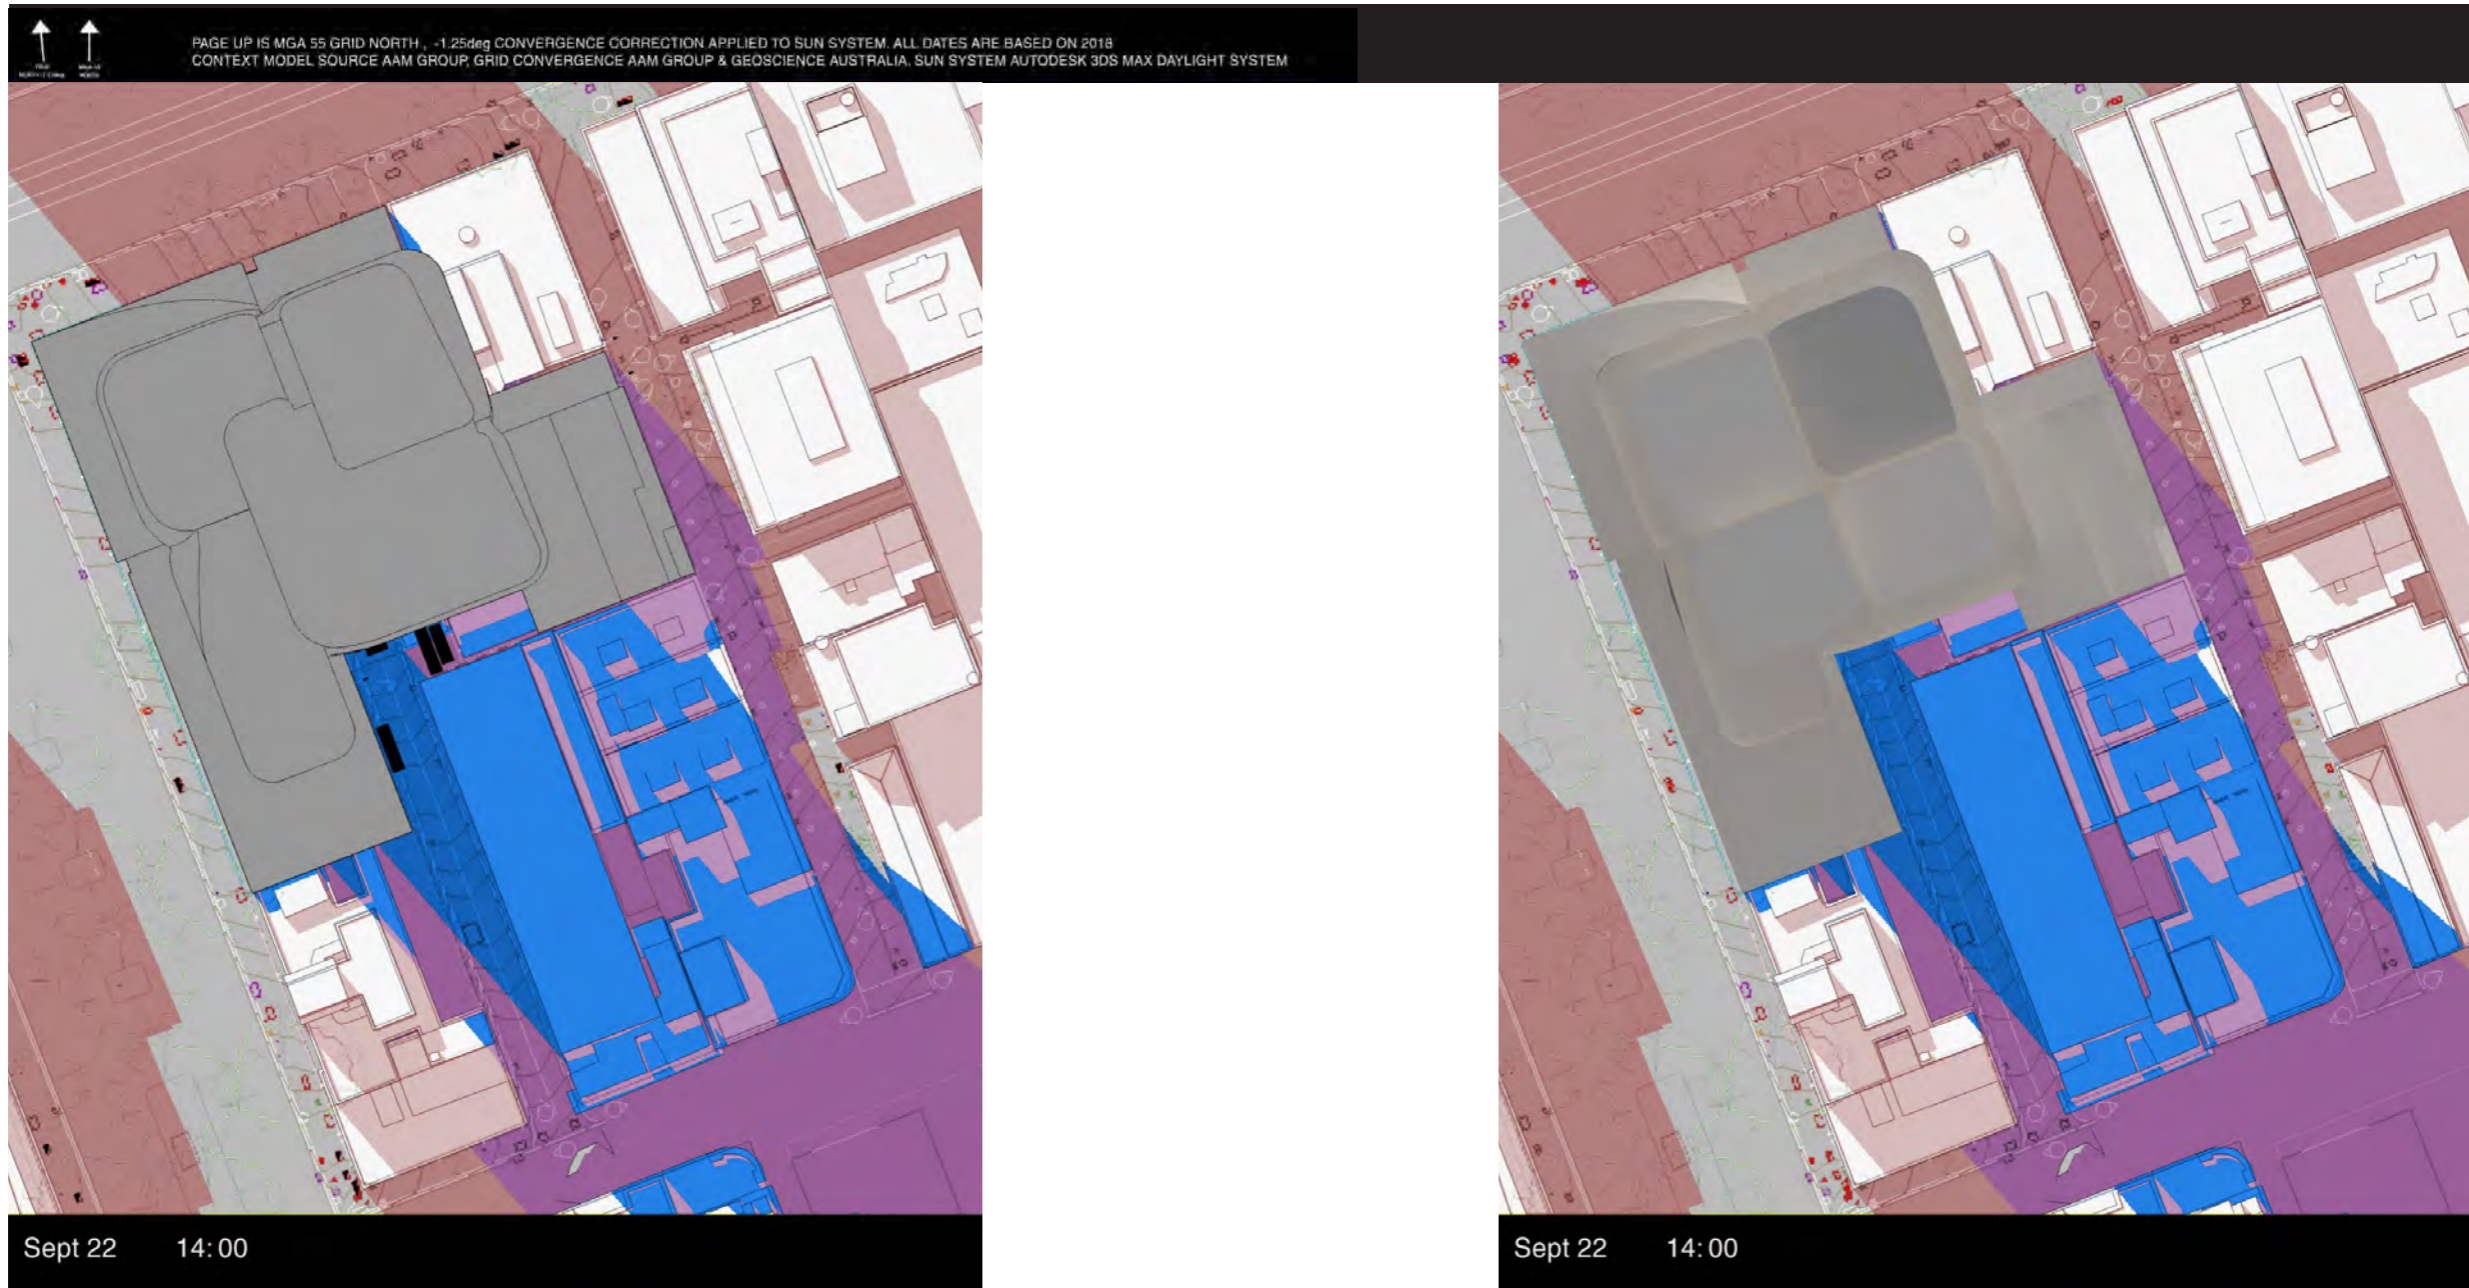 PAGE UP IS MGA 55 GRID NORTH , -1.25deg CONVERGENCE CORRECTION APPLIED TO SUN SYSTEM. ALL DATES ARE BASED ON 2018
CONTEXT MODEL SOURCE AAM GROUP, GRID CONVERGENCE AAM GROUP & GEOSCIENCE AUSTRALIA. SUN SYSTEM AUTODESK 3DS MAX DAYLIGHT SYSTEM
Sept 22 14:00
Sept 22 14:00